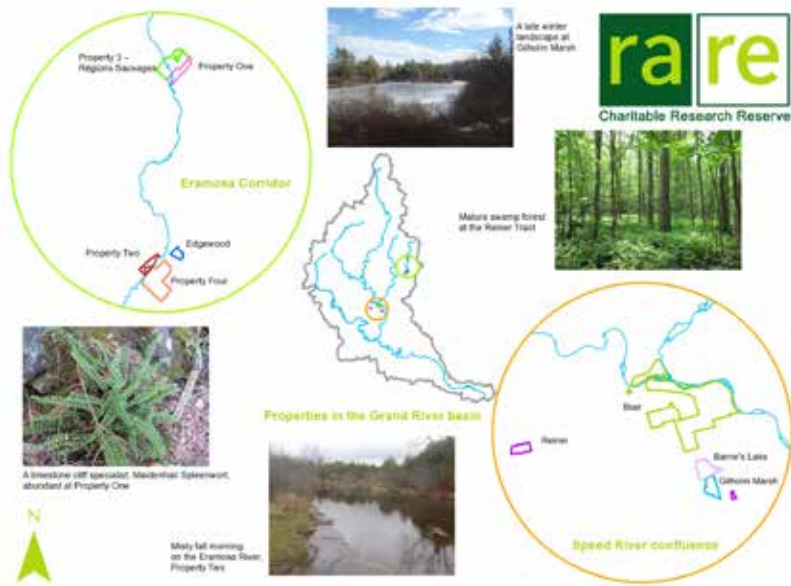 Property 3 –
Régions Sauvages
Property One
Eramosa Corridor
Property Two
Edgewood
Property Four
A late winter
landscape at
Gilholm Marsh
rare
Charitable Research Reserve
Mature swamp forest
at the Reiner Tract
A limestone cliff specialist, Maidenhair Spleenwort,
abundant at Property One
Properties in the Grand River basin
Misty fall morning
on the Eramosa River,
Property Two
Blair
Reiner
Barrie's Lake
Gilholm Marsh
Speed River confluence
N